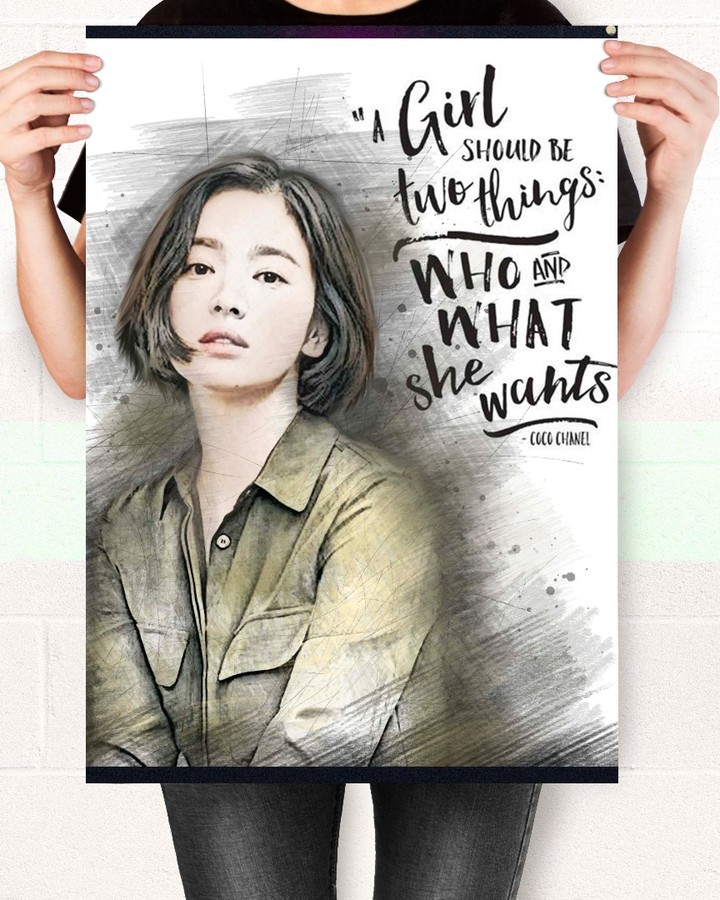 "A Girl
SHOULD BE
two things:
WHO AND
WHAT
she
wants
- COCO CHANEL